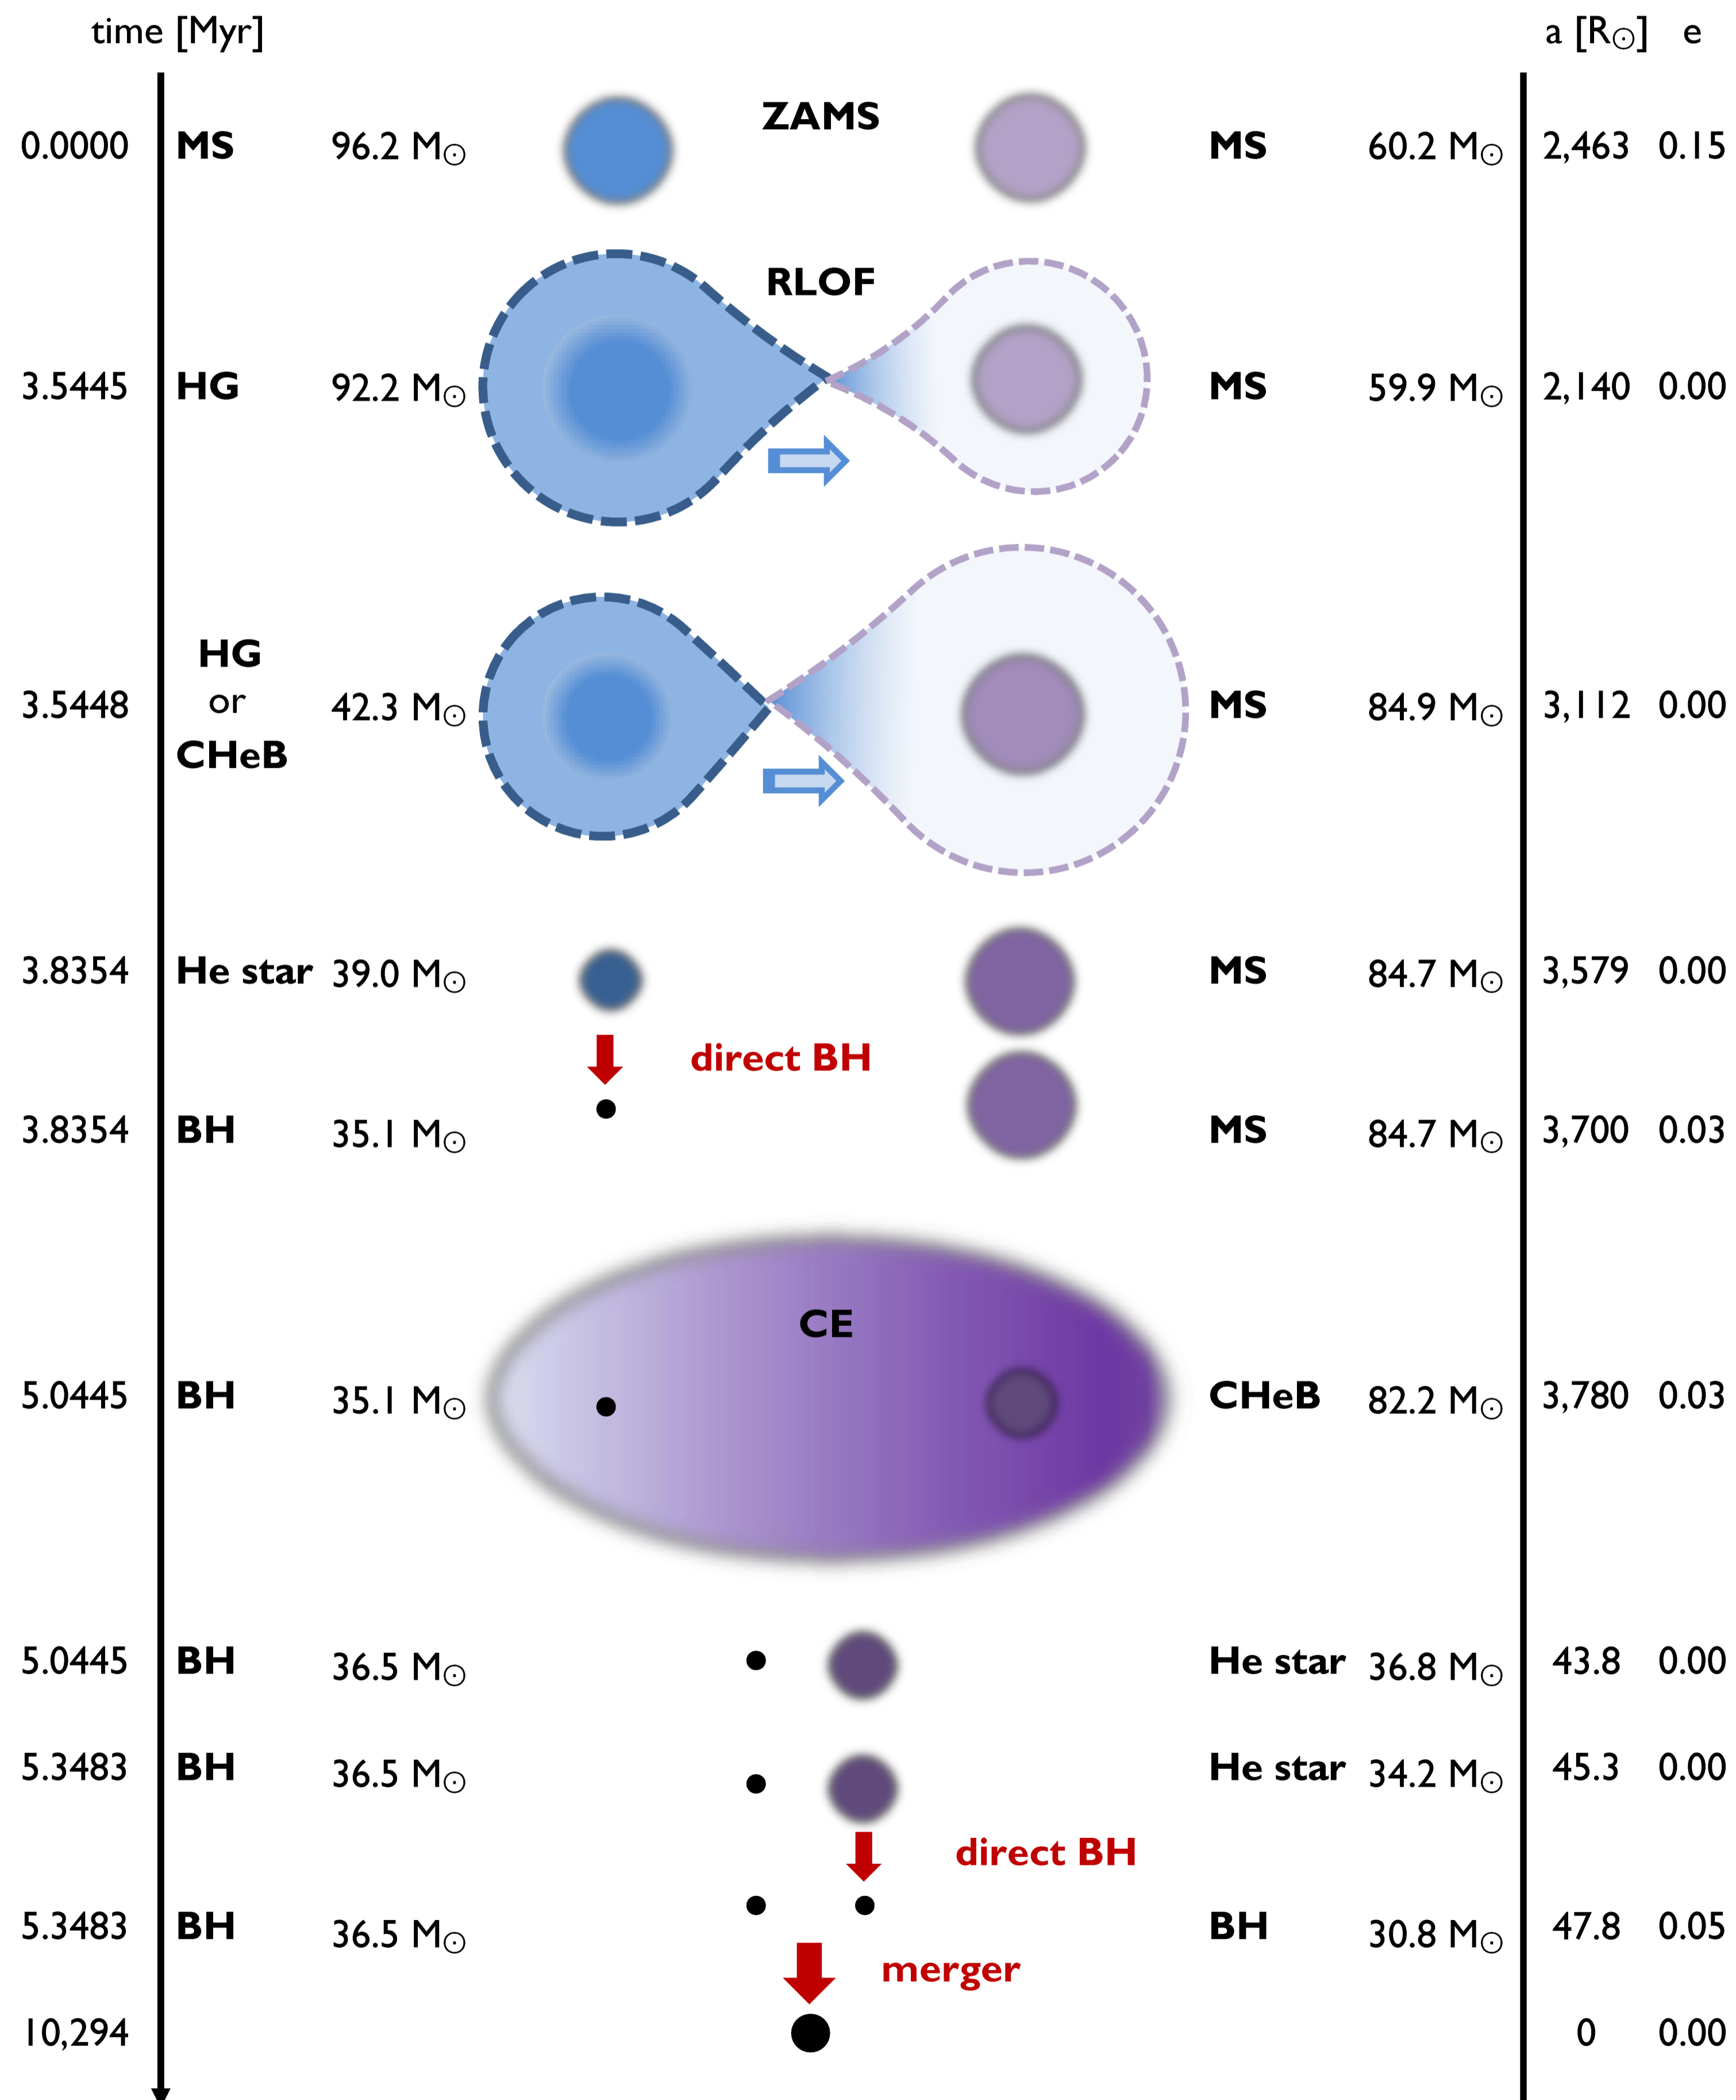 time [Myr] a [R☉] e
ZAMS
0.0000 MS 96.2 M☉ MS 60.2 M☉ 2,463 0.15
RLOF
3.5445 HG 92.2 M☉ MS 59.9 M☉ 2,140 0.00
HG
3.5448 or 42.3 M☉ MS 84.9 M☉ 3,112 0.00
CHeB
3.8354 He star 39.0 M☉ MS 84.7 M☉ 3,579 0.00
direct BH
3.8354 BH 35.1 M☉ MS 84.7 M☉ 3,700 0.03
CE
5.0445 BH 35.1 M☉ CHeB 82.2 M☉ 3,780 0.03
5.0445 BH 36.5 M☉ He star 36.8 M☉ 43.8 0.00
5.3483 BH 36.5 M☉ He star 34.2 M☉ 45.3 0.00
direct BH
5.3483 BH 36.5 M☉ BH 30.8 M☉ 47.8 0.05
merger
10,294 0 0.00